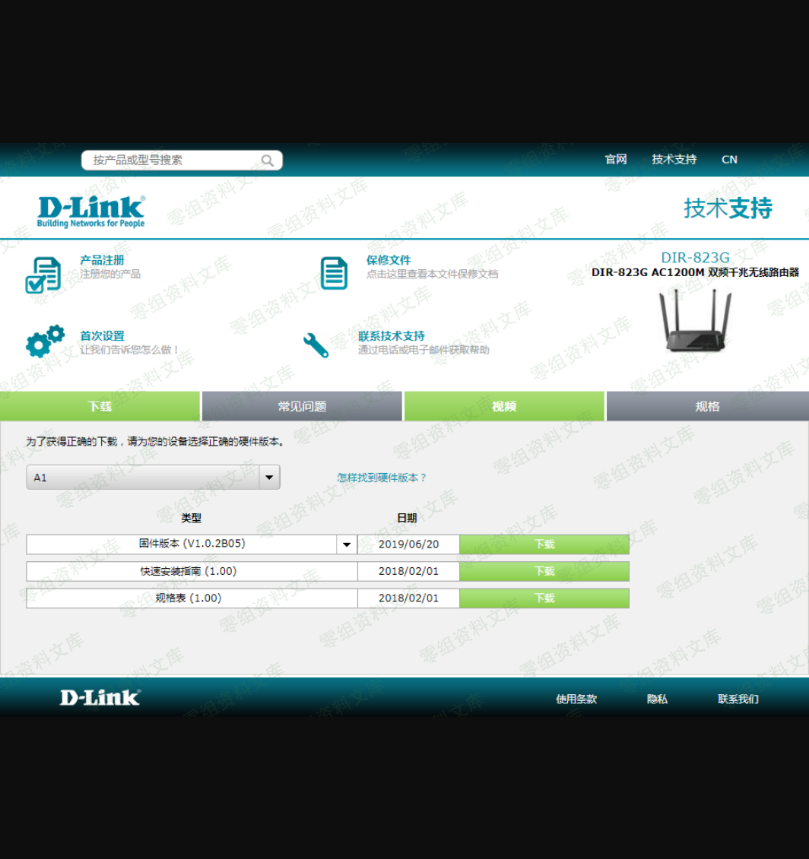 按产品或型号搜索
官网 技术支持 CN
D-Link
Building Networks for People
技术支持
产品注册
注册您的产品
保修文件
点击这里查看本文件保修文档
DIR-823G
DIR-823G AC1200M 双频千兆无线路由器
首次设置
让我们告诉您怎么做！
联系技术支持
通过电话或电子邮件获取帮助
下载 常见问题 视频 规格
为了获得正确的下载，请为您的设备选择正确的硬件版本。
A1 怎样找到硬件版本？
类型 日期
固件版本 (V1.0.2B05) 2019/06/20 下载
快速安装指南 (1.00) 2018/02/01 下载
规格表 (1.00) 2018/02/01 下载
D-Link 使用条款 隐私 联系我们
零组资料文库